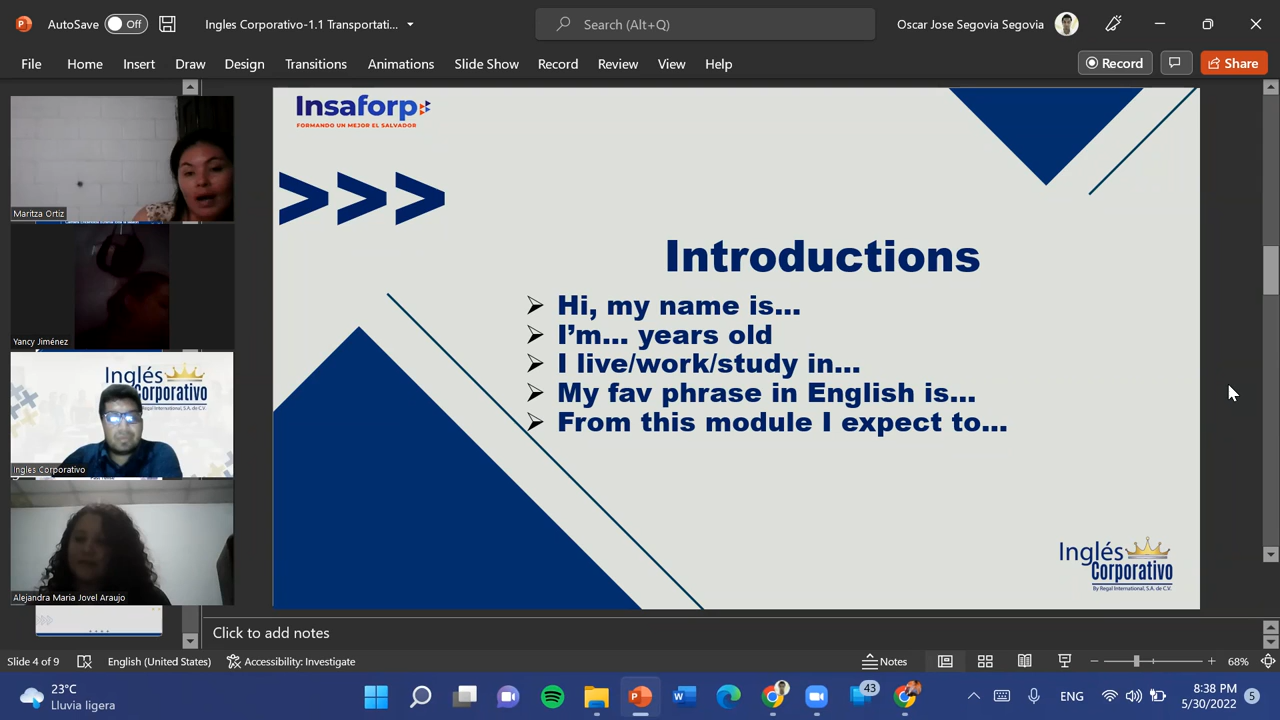 AutoSave Off
Ingles Corporativo-1.1 Transportati...
Search (Alt+Q)
Oscar Jose Segovia Segovia
File Home Insert Draw Design Transitions Animations Slide Show Record Review View Help
Record
Share
Insaforp
FORMANDO UN MEJOR EL SALVADOR
>>>
Maritza Ortiz
Yancy Jiménez
Inglés
Corporativo
Ingles Corporativo
Alejandra Maria Jovel Araujo
Introductions
Hi, my name is...
I'm... years old
I live/work/study in...
My fav phrase in English is...
From this module I expect to...
Inglés
Corporativo
By Regal International, S.A. de C.V.
Click to add notes
Slide 4 of 9
English (United States)
Accessibility: Investigate
Notes
68%
23°C
Lluvia ligera
43
ENG
8:38 PM
5/30/2022
5